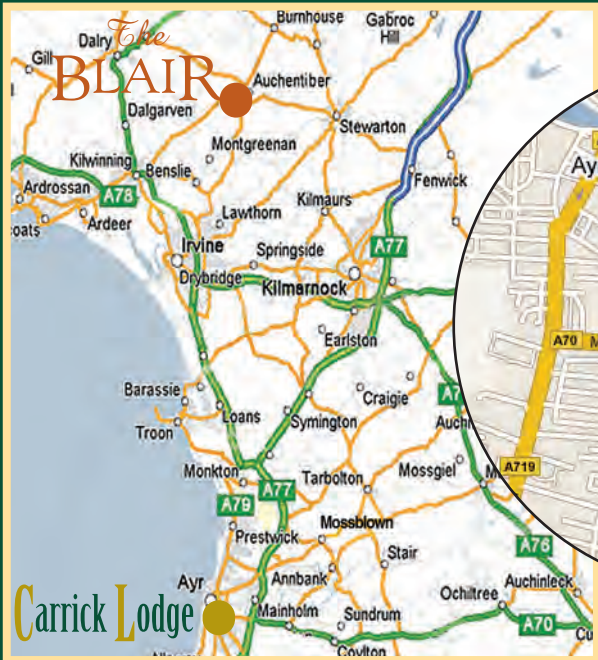 Burnhouse
Gabroc
Hill
Dalry
The
BLAIR
Gill
Auchentiber
Dalgarven
Stewarton
Montgreenan
Kilwinning
Benslie
Fenwick
Ardrossan
A78
Kilmaurs
Lawthorn
Ardeer
coats
A77
Irvine
Springside
Drybridge
Kilmarnock
Earlston
Barassie
Craigie
Loans
Symington
Troon
Monkton
Tarbolton
Mossgiel
A77
A79
Mossblown
Prestwick
A76
Stair
Ayr
Annbank
Auchinleck
Ochiltree
Carrick Lodge
Mainholm
Sundrum
A70
Coylton
Ay
A70
A719